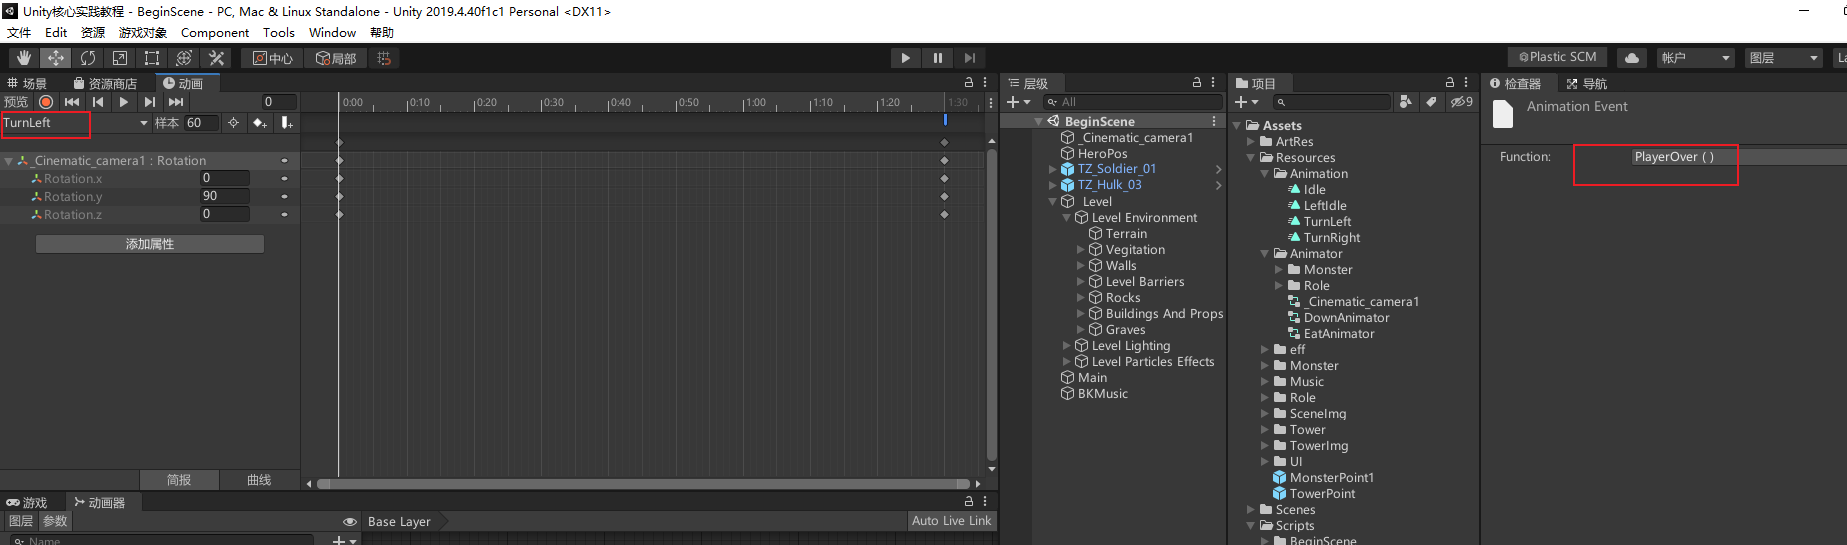 Unity核心实践教程 - BeginScene - PC, Mac & Linux Standalone - Unity 2019.4.40f1c1 Personal <DX11>
文件 Edit 资源 游戏对象 Component Tools Window 帮助
中心 局部 Plastic SCM 帐户 图层 La
场景 资源商店 动画
预览 0
0:00 0:10 0:20 0:30 0:40 0:50 1:00 1:10 1:20 1:30
TurnLeft 样本 60
_Cinematic_camera1 : Rotation
Rotation.x 0
Rotation.y 90
Rotation.z 0
添加属性
简报 曲线
游戏 动画器
图层 参数 Base Layer Auto Live Link
Name
层级
All
BeginScene
_Cinematic_camera1
HeroPos
TZ_Soldier_01
TZ_Hulk_03
Level
Level Environment
Terrain
Vegitation
Walls
Level Barriers
Rocks
Buildings And Props
Graves
Level Lighting
Level Particles Effects
Main
BKMusic
项目
9
Assets
ArtRes
Resources
Animation
Idle
LeftIdle
TurnLeft
TurnRight
Animator
Monster
Role
_Cinematic_camera1
DownAnimator
EatAnimator
eff
Monster
Music
Role
SceneImg
Tower
TowerImg
UI
MonsterPoint1
TowerPoint
Scenes
Scripts
BeginScene
检查器 导航
Animation Event
Function: PlayerOver ( )